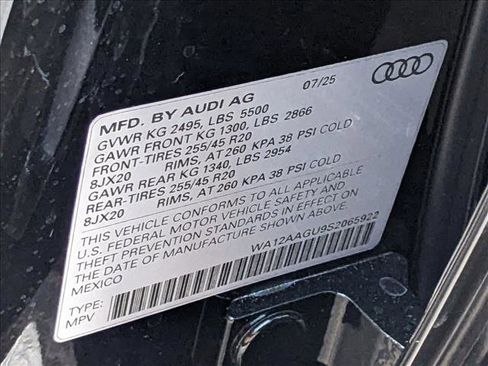 MFD. BY AUDI AG 07/25
GVWR KG 2495, LBS 5500
GAWR FRONT KG 1300, LBS 2866
FRONT-TIRES 255/45 R20
8JX20 RIMS, AT 260 KPA 38 PSI COLD
GAWR REAR KG 1340, LBS 2954
REAR-TIRES 255/45 R20
8JX20 RIMS, AT 260 KPA 38 PSI COLD
THIS VEHICLE CONFORMS TO ALL APPLICABLE
U.S. FEDERAL MOTOR VEHICLE SAFETY AND
THEFT PREVENTION STANDARDS IN EFFECT ON
THE DATE OF MANUFACTURE SHOWN ABOVE
MEXICO WA12AAGU9S2065922
TYPE:
MPV